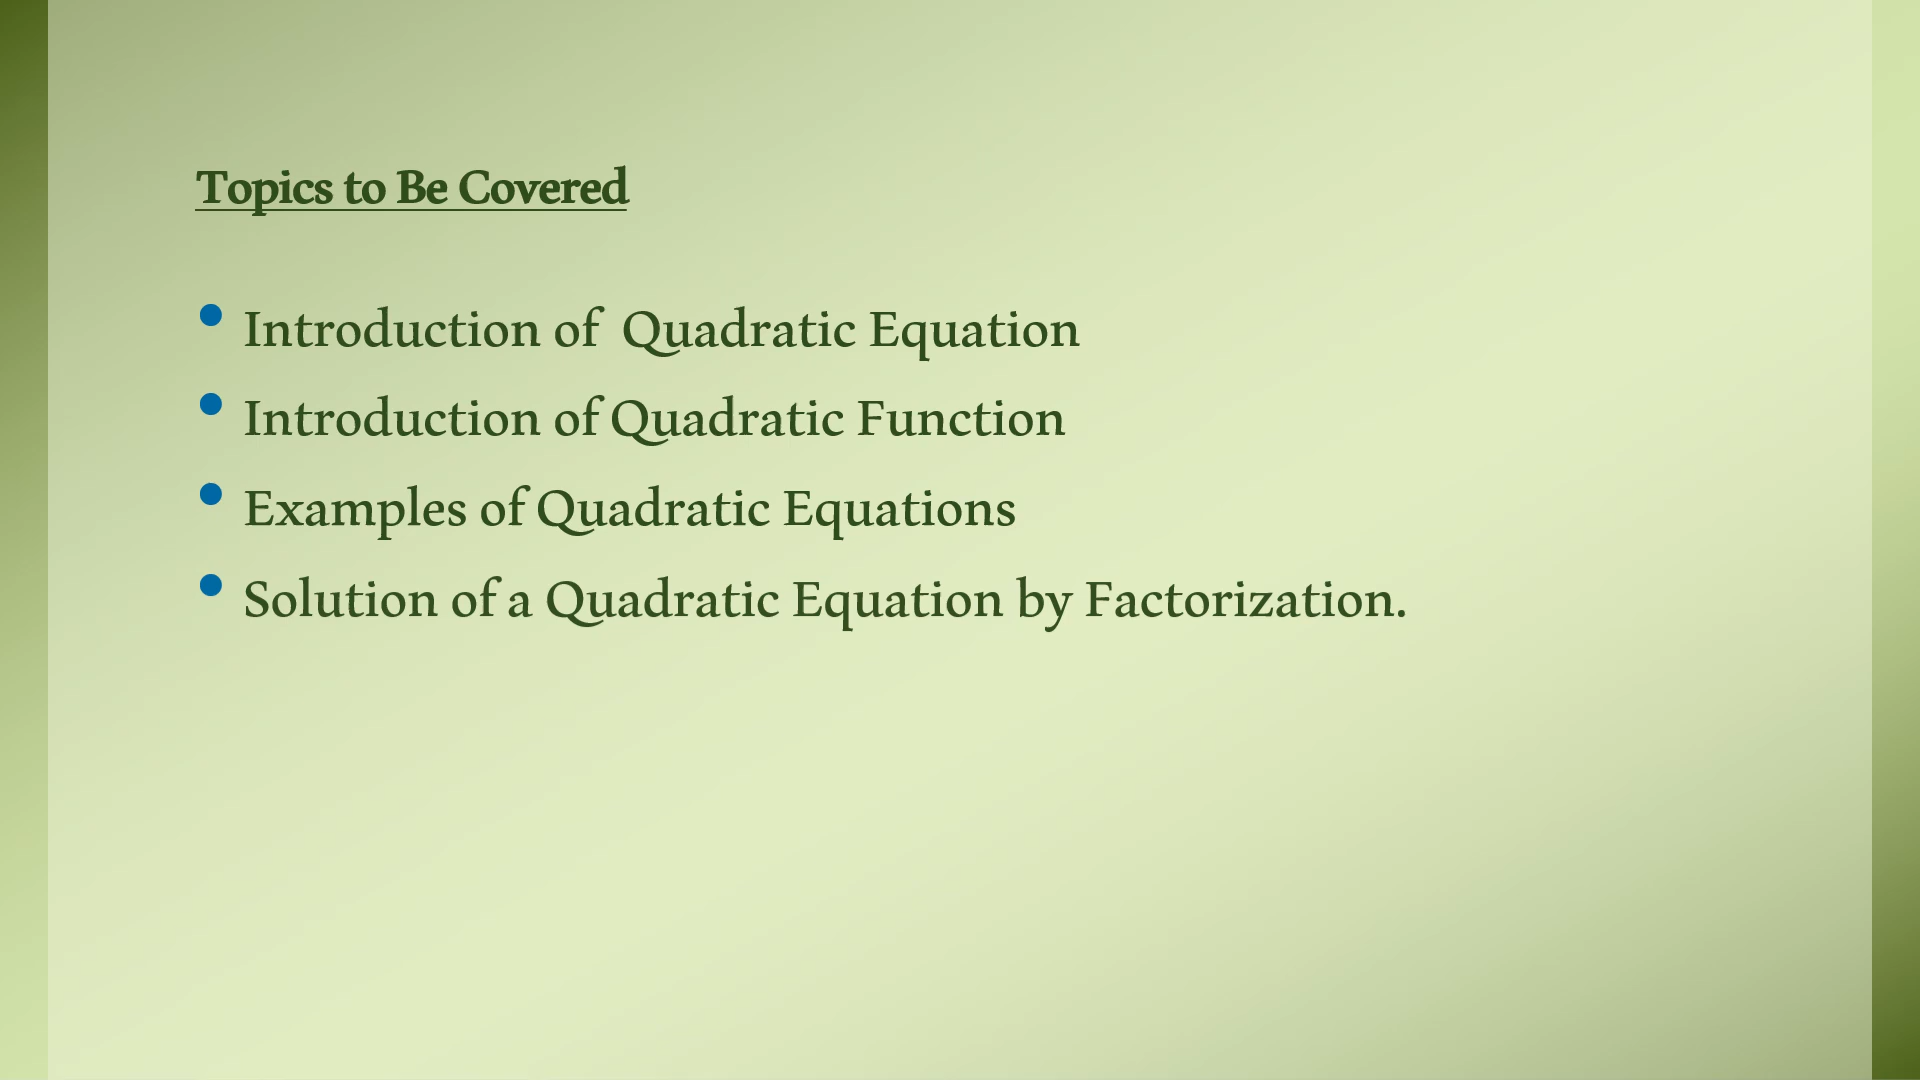 Topics to Be Covered
• Introduction of  Quadratic Equation
• Introduction of Quadratic Function
• Examples of Quadratic Equations
• Solution of a Quadratic Equation by Factorization.